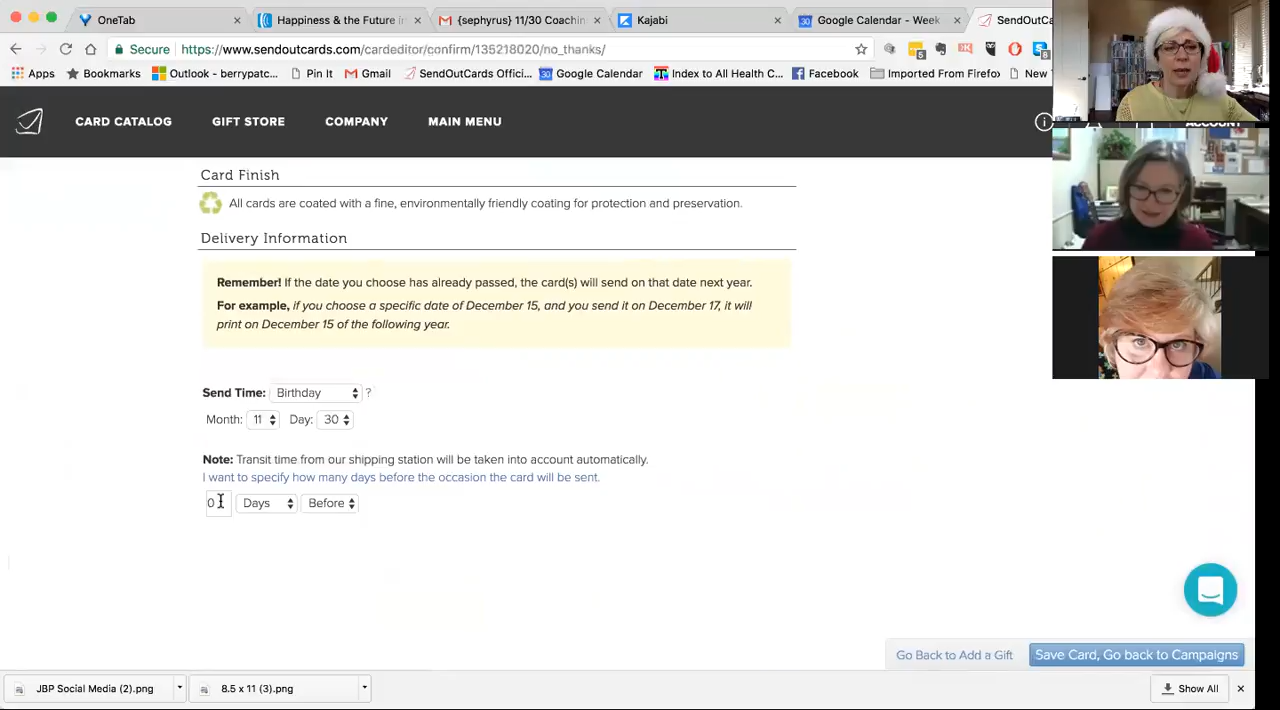 OneTab
Happiness & the Future in
{sephyrus} 11/30 Coachin
Kajabi
Google Calendar - Week
SendOutCa
Secure
https://www.sendoutcards.com/cardeditor/confirm/135218020/no_thanks/
5
8
Apps
Bookmarks
Outlook - berrypatc...
Pin It
Gmail
SendOutCards Offici...
30
Google Calendar
Index to All Health C...
Facebook
Imported From Firefox
New
CARD CATALOG
GIFT STORE
COMPANY
MAIN MENU
ACCOUNT
Card Finish
All cards are coated with a fine, environmentally friendly coating for protection and preservation.
Delivery Information
Remember! If the date you choose has already passed, the card(s) will send on that date next year.
For example, if you choose a specific date of December 15, and you send it on December 17, it will
print on December 15 of the following year.
Send Time: Birthday ?
Month: 11 Day: 30
Note: Transit time from our shipping station will be taken into account automatically.
I want to specify how many days before the occasion the card will be sent.
0 Days Before
Go Back to Add a Gift
Save Card, Go back to Campaigns
JBP Social Media (2).png
8.5 x 11 (3).png
Show All